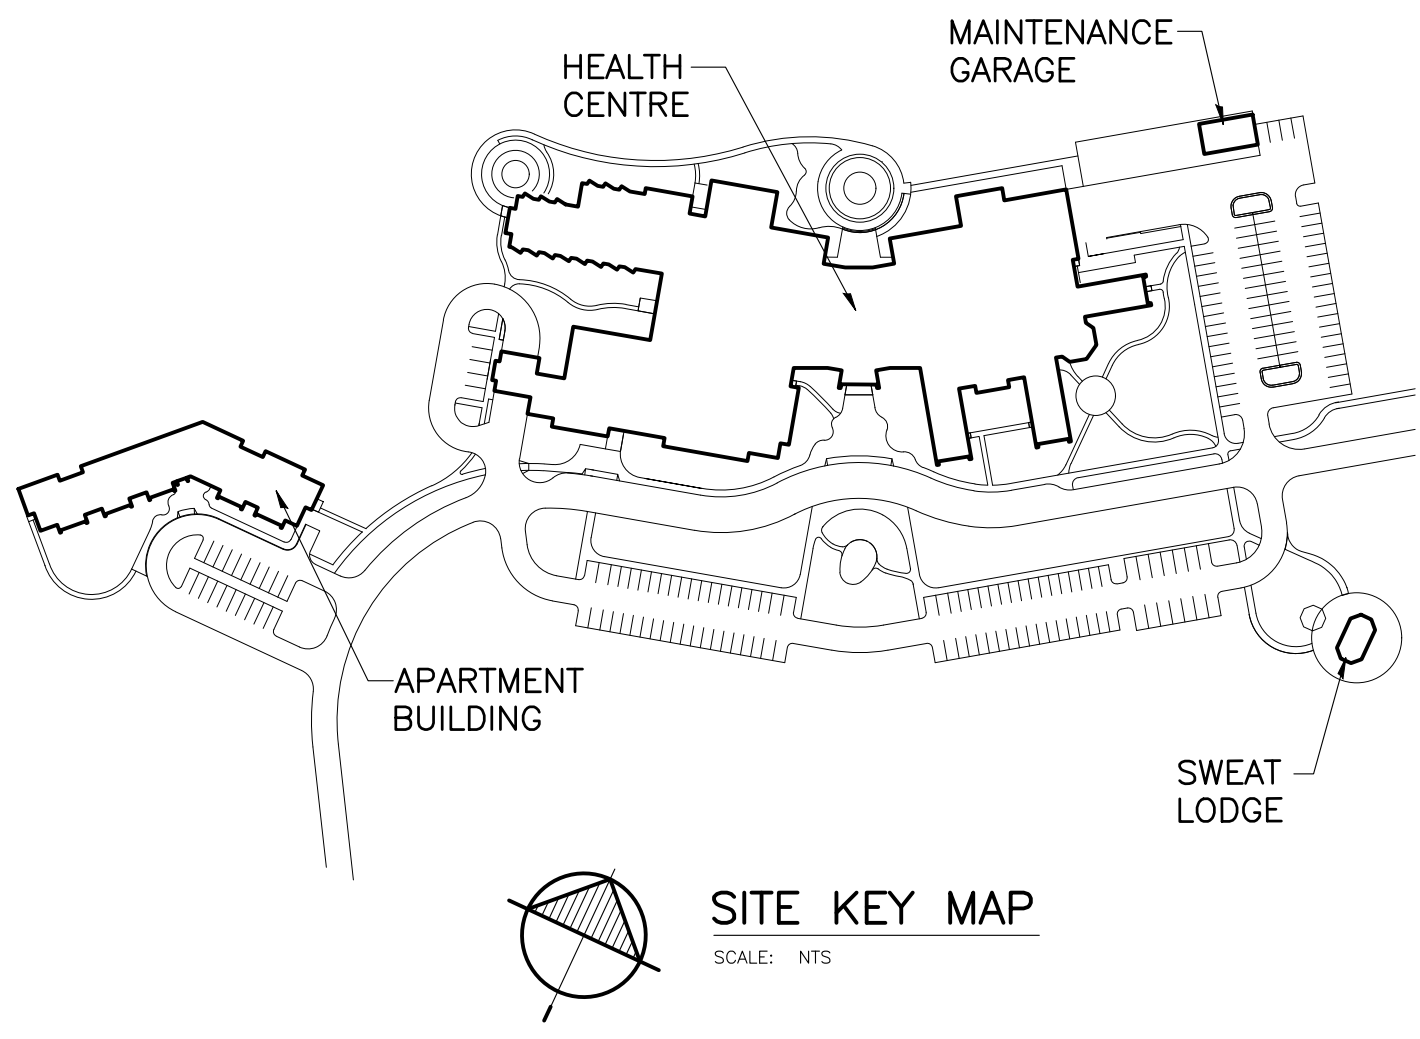 MAINTENANCE
GARAGE
HEALTH
CENTRE
APARTMENT
BUILDING
SWEAT
LODGE
SITE KEY MAP
SCALE: NTS